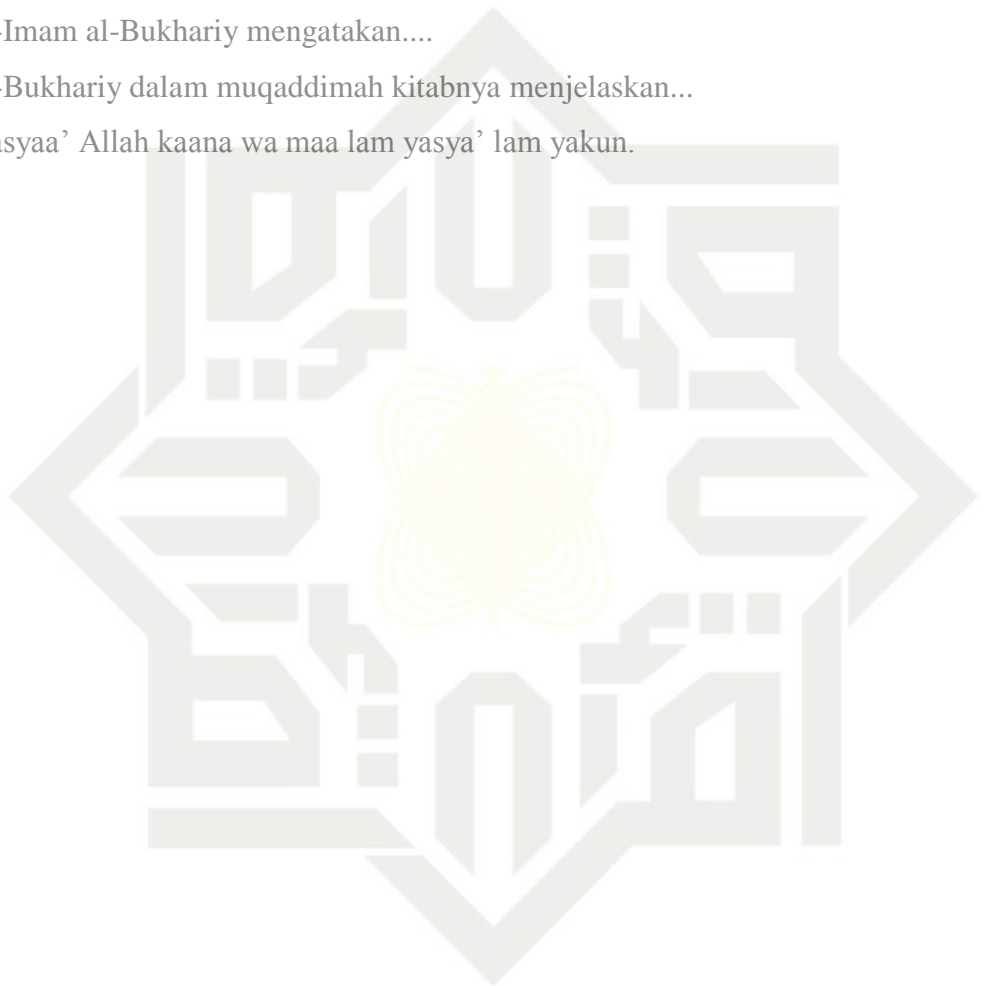 -Imam al-Bukhariy mengatakan....
-Bukhariy dalam muqaddimah kitabnya menjelaskan...
asyaa’ Allah kaana wa maa lam yasya’ lam yakun.